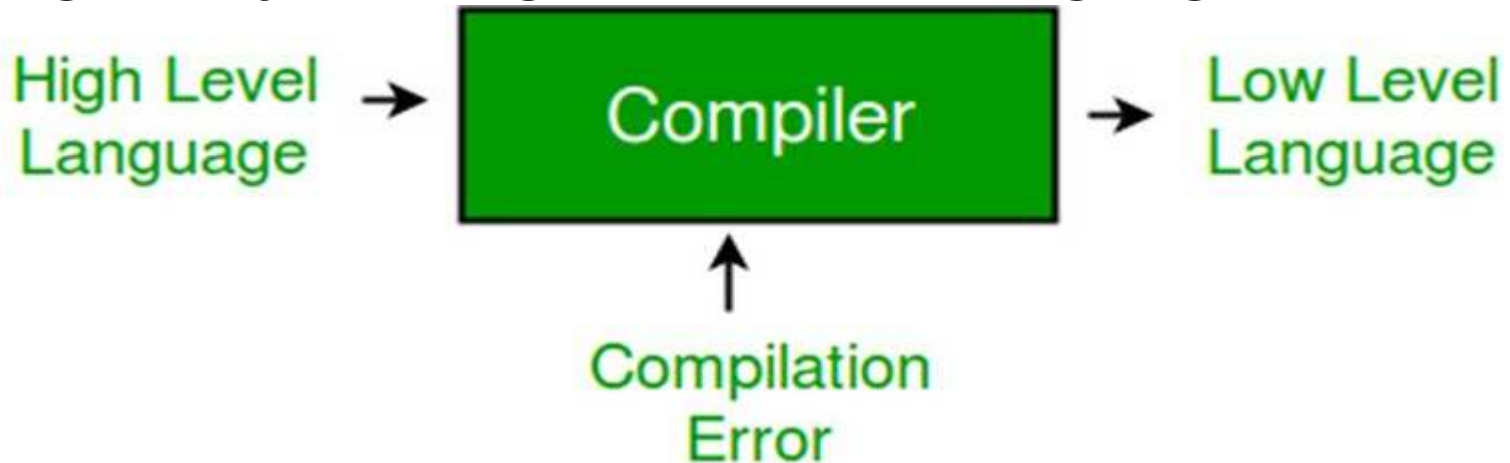 High Level
Language
Compiler
Low Level
Language
Compilation
Error